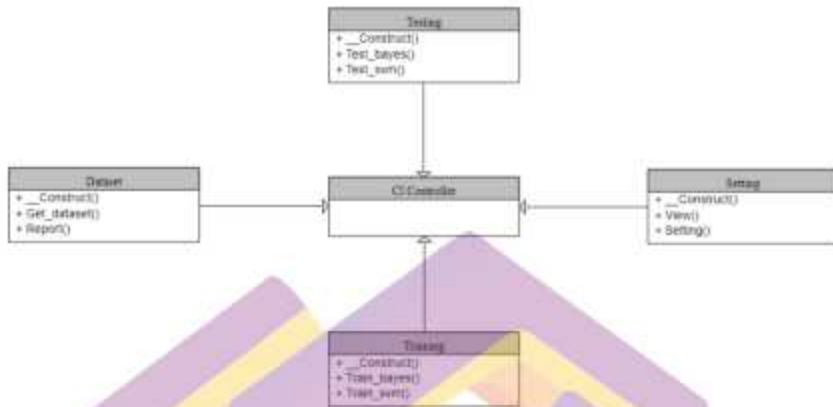 Testing
+ __Construct()
+ Test_bayes()
+ Test_svm()
Dataset
+ __Construct()
+ Get_dataset()
+ Report()
CI Controller
Setting
+ __Construct()
+ View()
+ Setting()
Training
+ __Construct()
+ Train_bayes()
+ Train_svm()